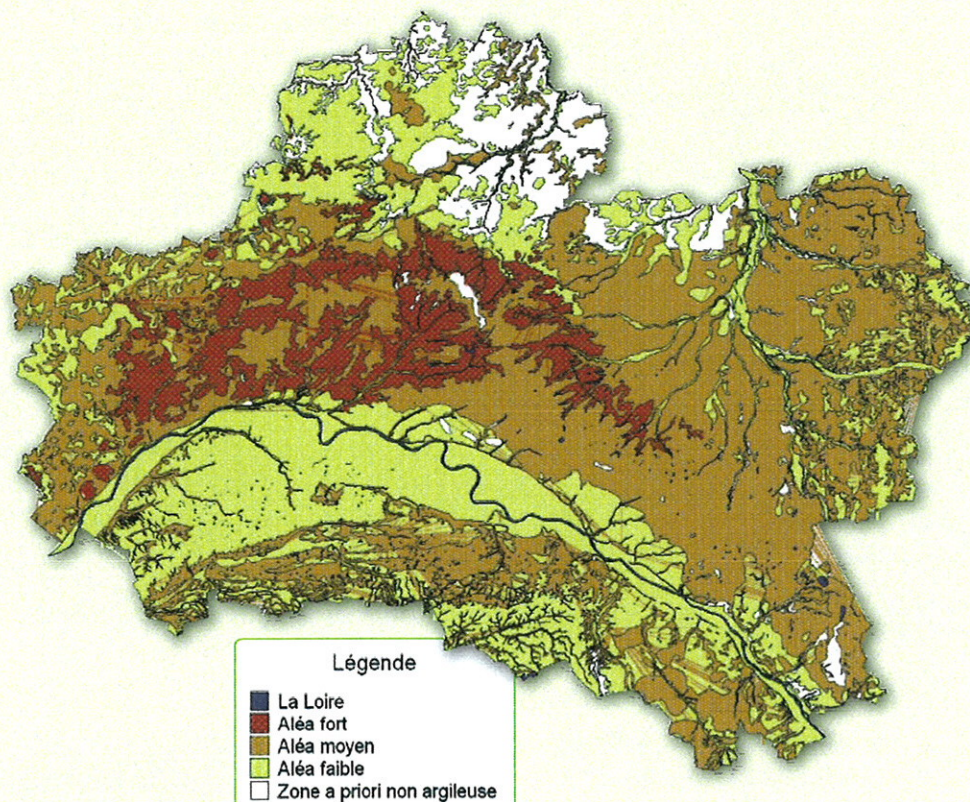 Légende
La Loire
Aléa fort
Aléa moyen
Aléa faible
Zone a priori non argileuse